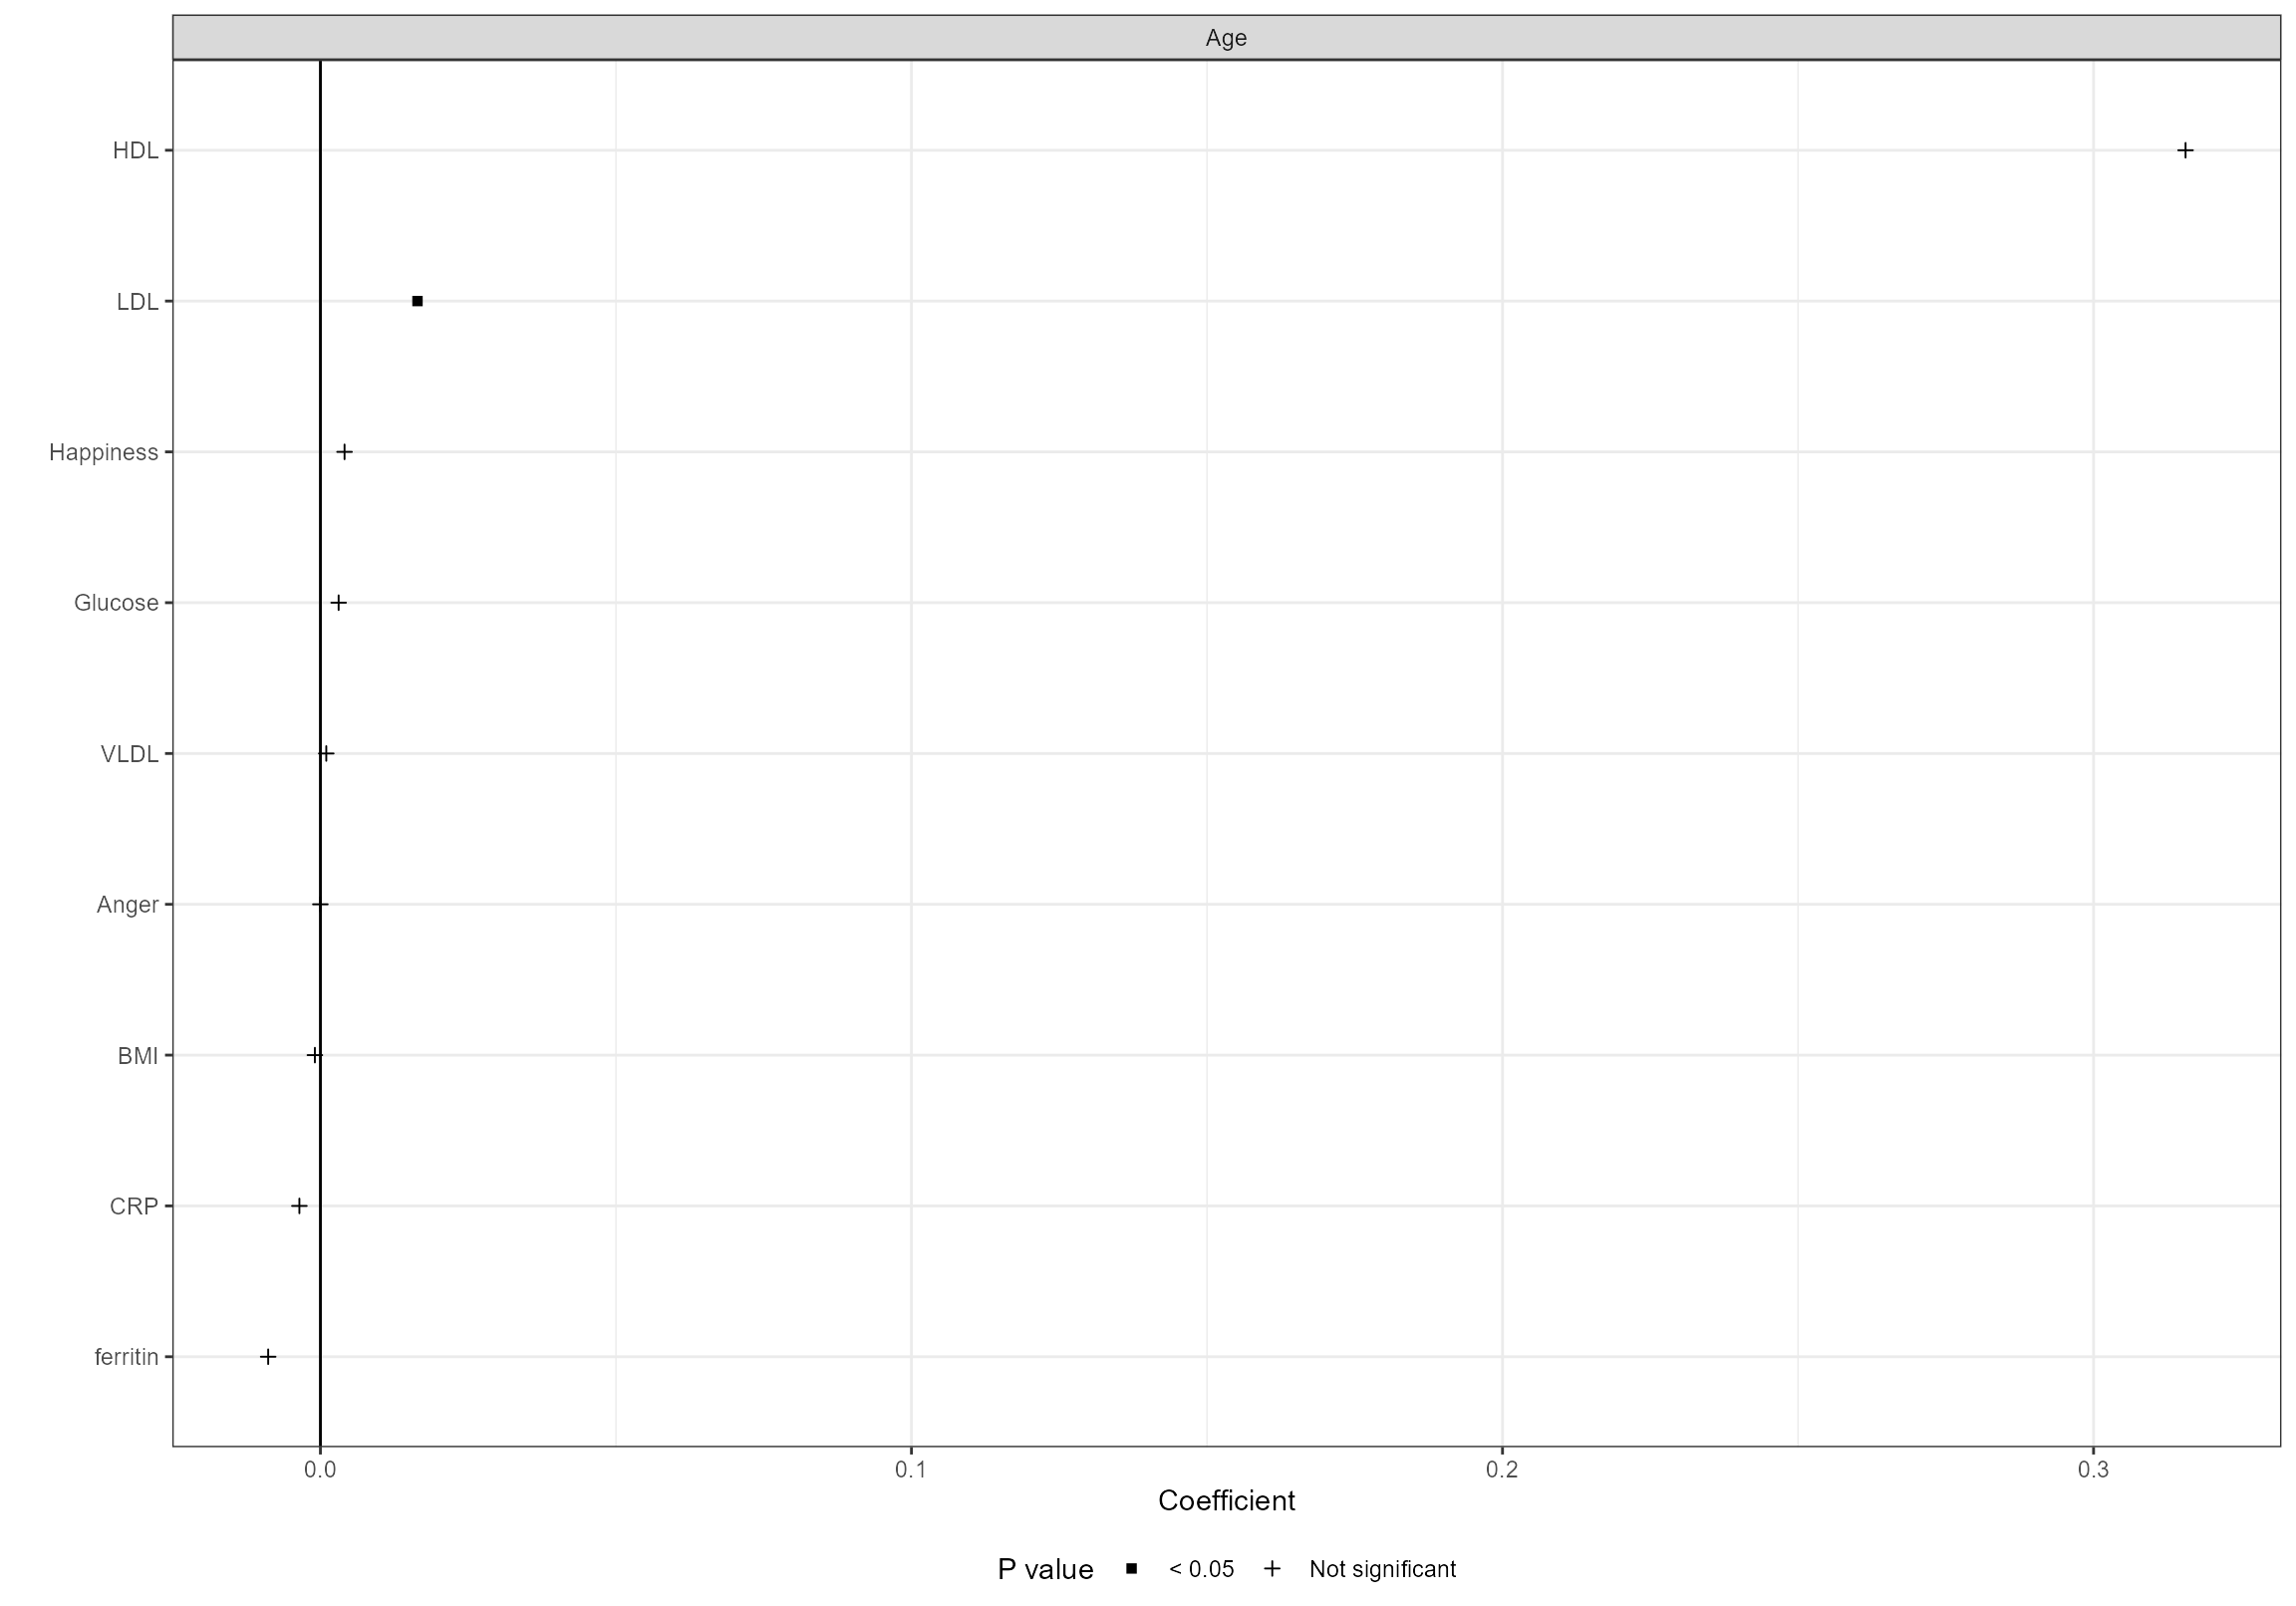 Age
HDL
LDL
Happiness
Glucose
VLDL
Anger
BMI
CRP
ferritin
0.0 0.1 0.2 0.3
Coefficient
P value < 0.05 Not significant